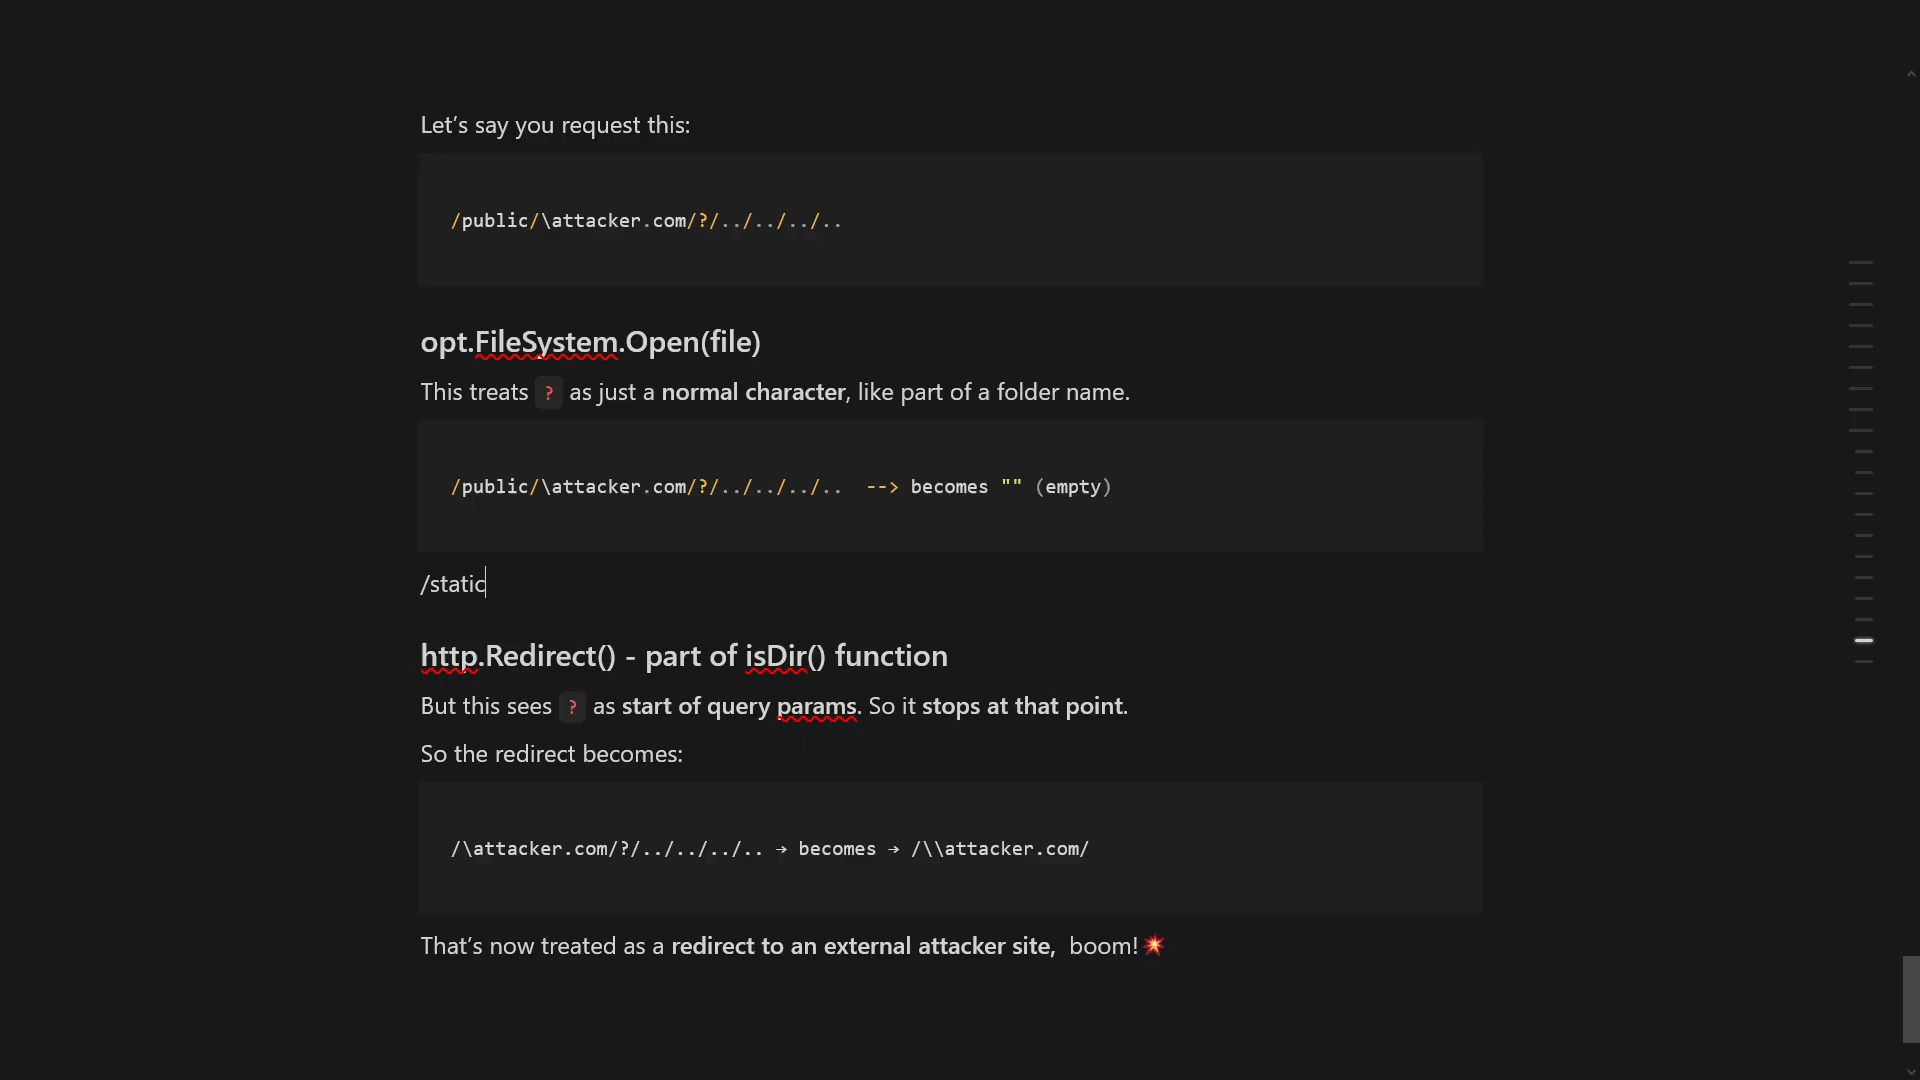 Let’s say you request this:
/public/\attacker.com/?/../../../..
opt.FileSystem.Open(file)
This treats ? as just a normal character, like part of a folder name.
/public/\attacker.com/?/../../../..  --> becomes "" (empty)
/static
http.Redirect() - part of isDir() function
But this sees ? as start of query params. So it stops at that point.
So the redirect becomes:
/\attacker.com/?/../../../.. → becomes → /\\attacker.com/
That’s now treated as a redirect to an external attacker site,  boom!💥